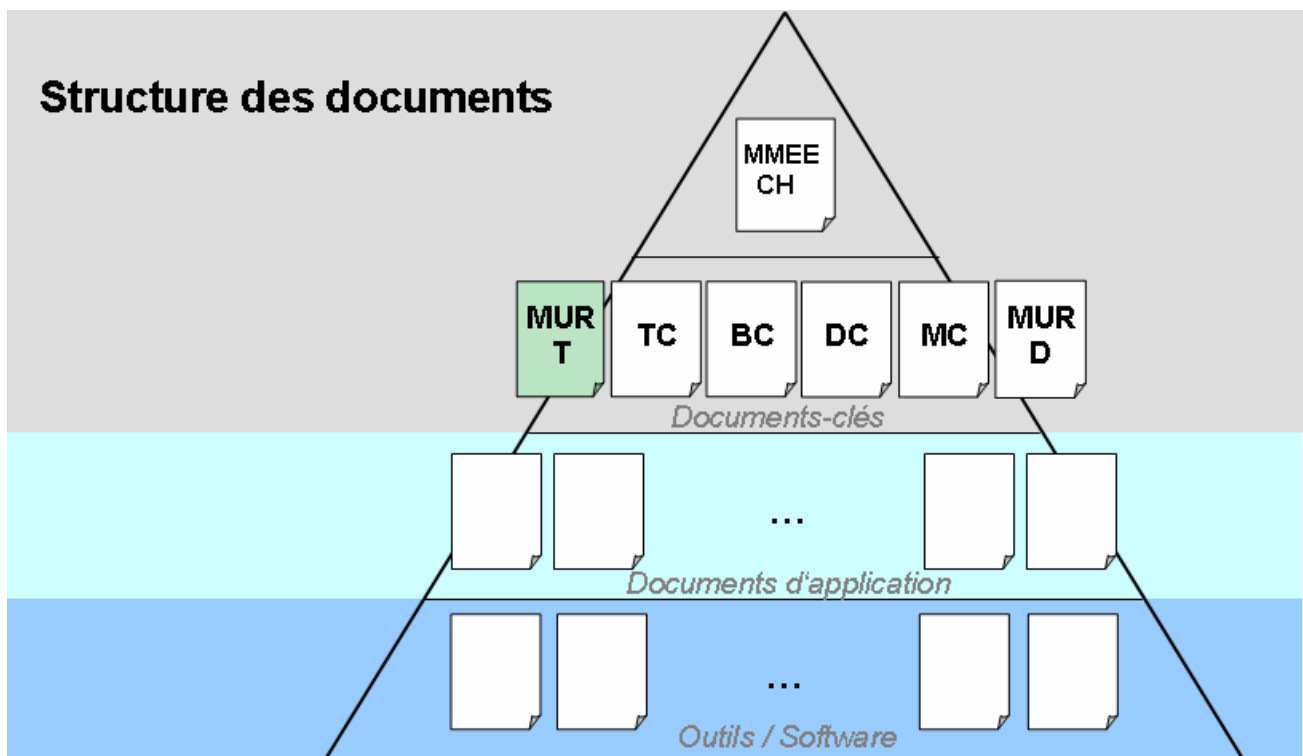 Structure des documents
MMEE
CH
MUR
T
TC
BC
DC
MC
MUR
D
Documents-clés
...
Documents d'application
...
Outils / Software